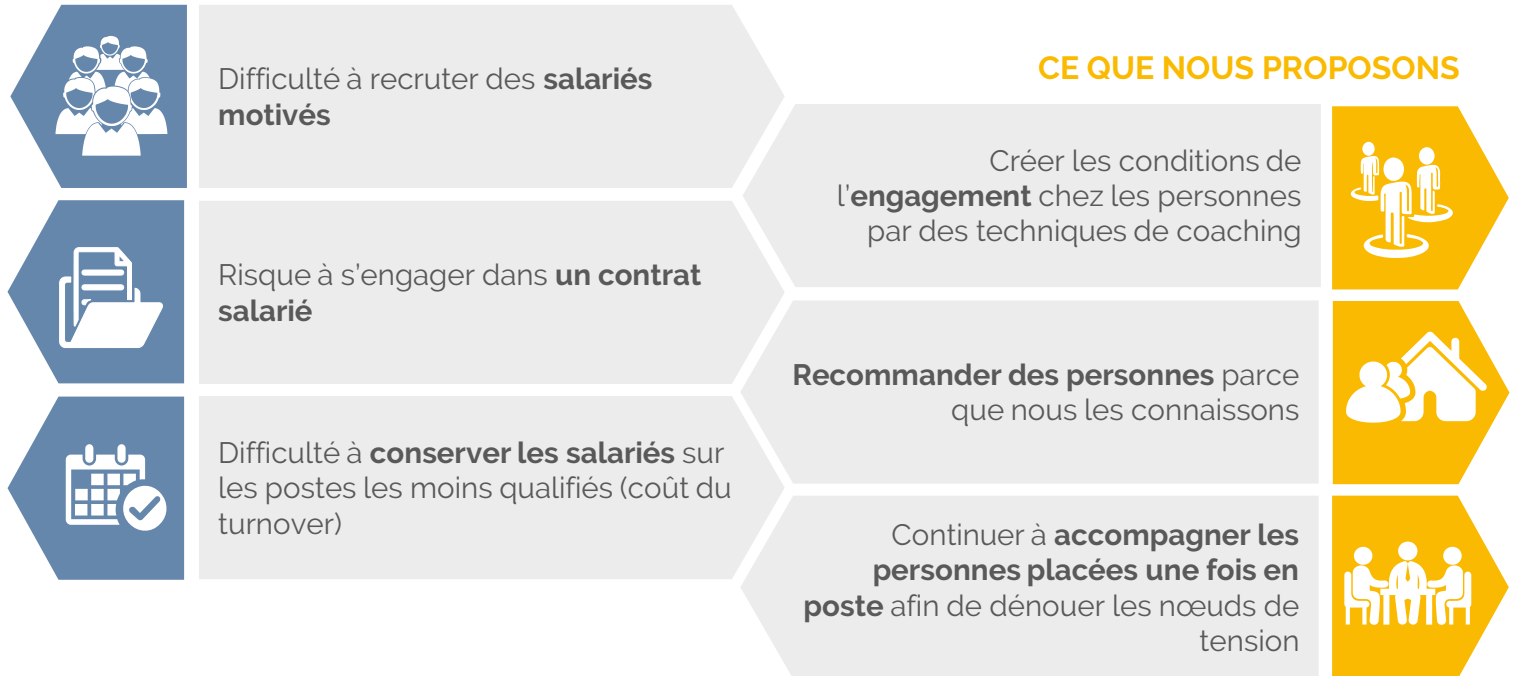 Difficulté à recruter des salariés
motivés
Risque à s'engager dans un contrat
salarié
Difficulté à conserver les salariés sur
les postes les moins qualifiés (coût du
turnover)
CE QUE NOUS PROPOSONS
Créer les conditions de
l'engagement chez les personnes
par des techniques de coaching
Recommander des personnes parce
que nous les connaissons
Continuer à accompagner les
personnes placées une fois en
poste afin de dénouer les nœuds de
tension